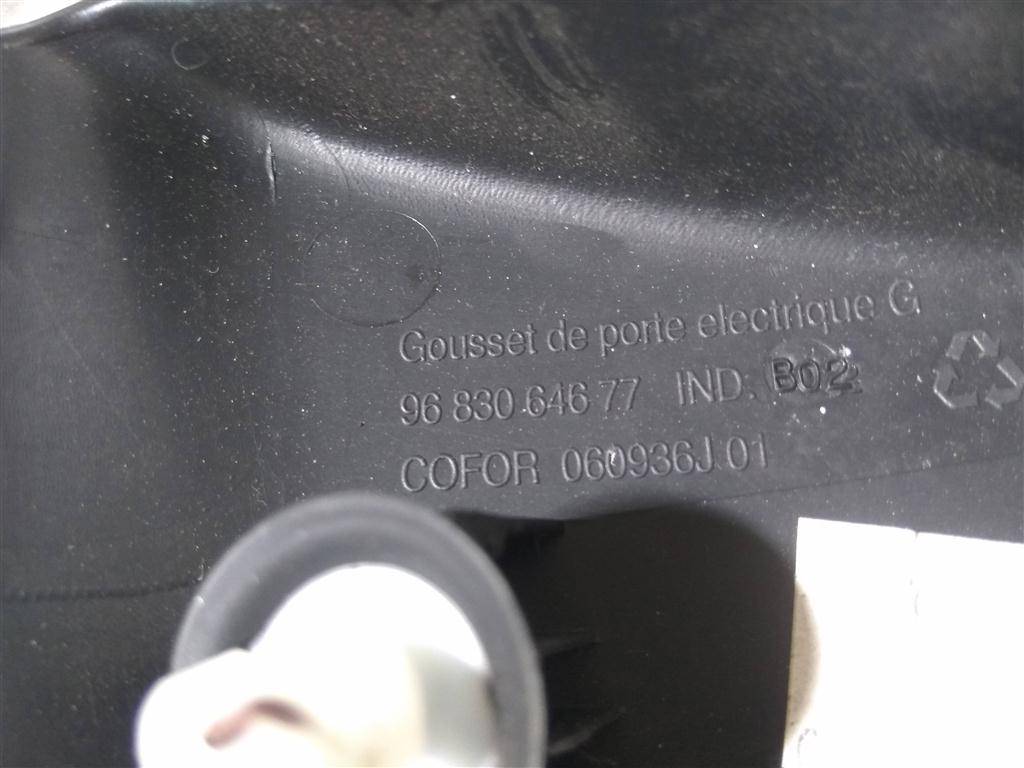 Gousset de porte electrique G
96 830 646 77 IND. B02
COFOR 060936J 01